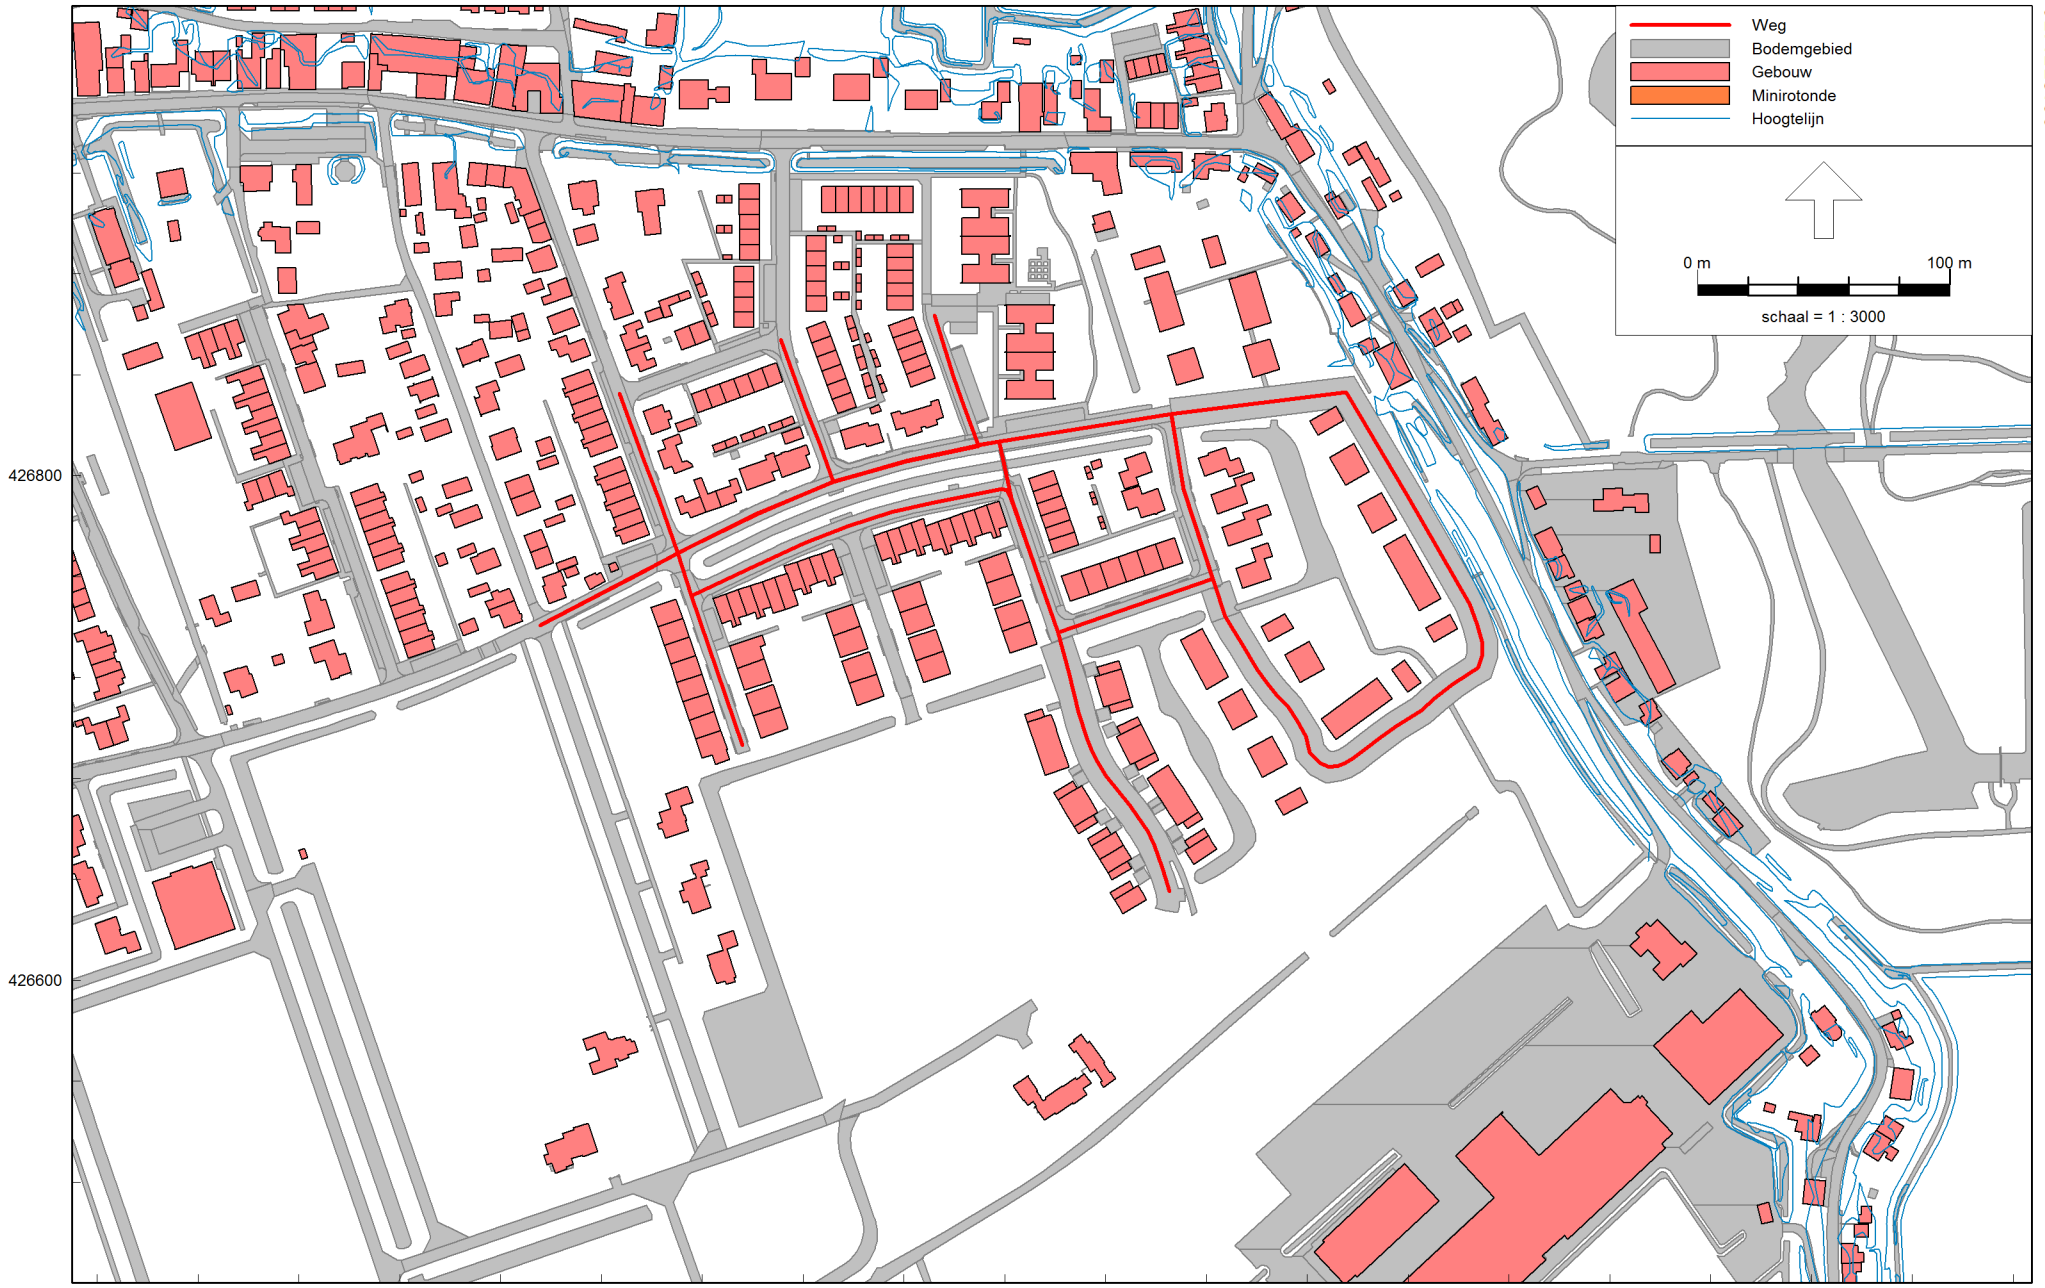 Weg
Bodemgebied
Gebouw
Minirotonde
Hoogtelijn
0 m 100 m
schaal = 1 : 3000
426800
426600